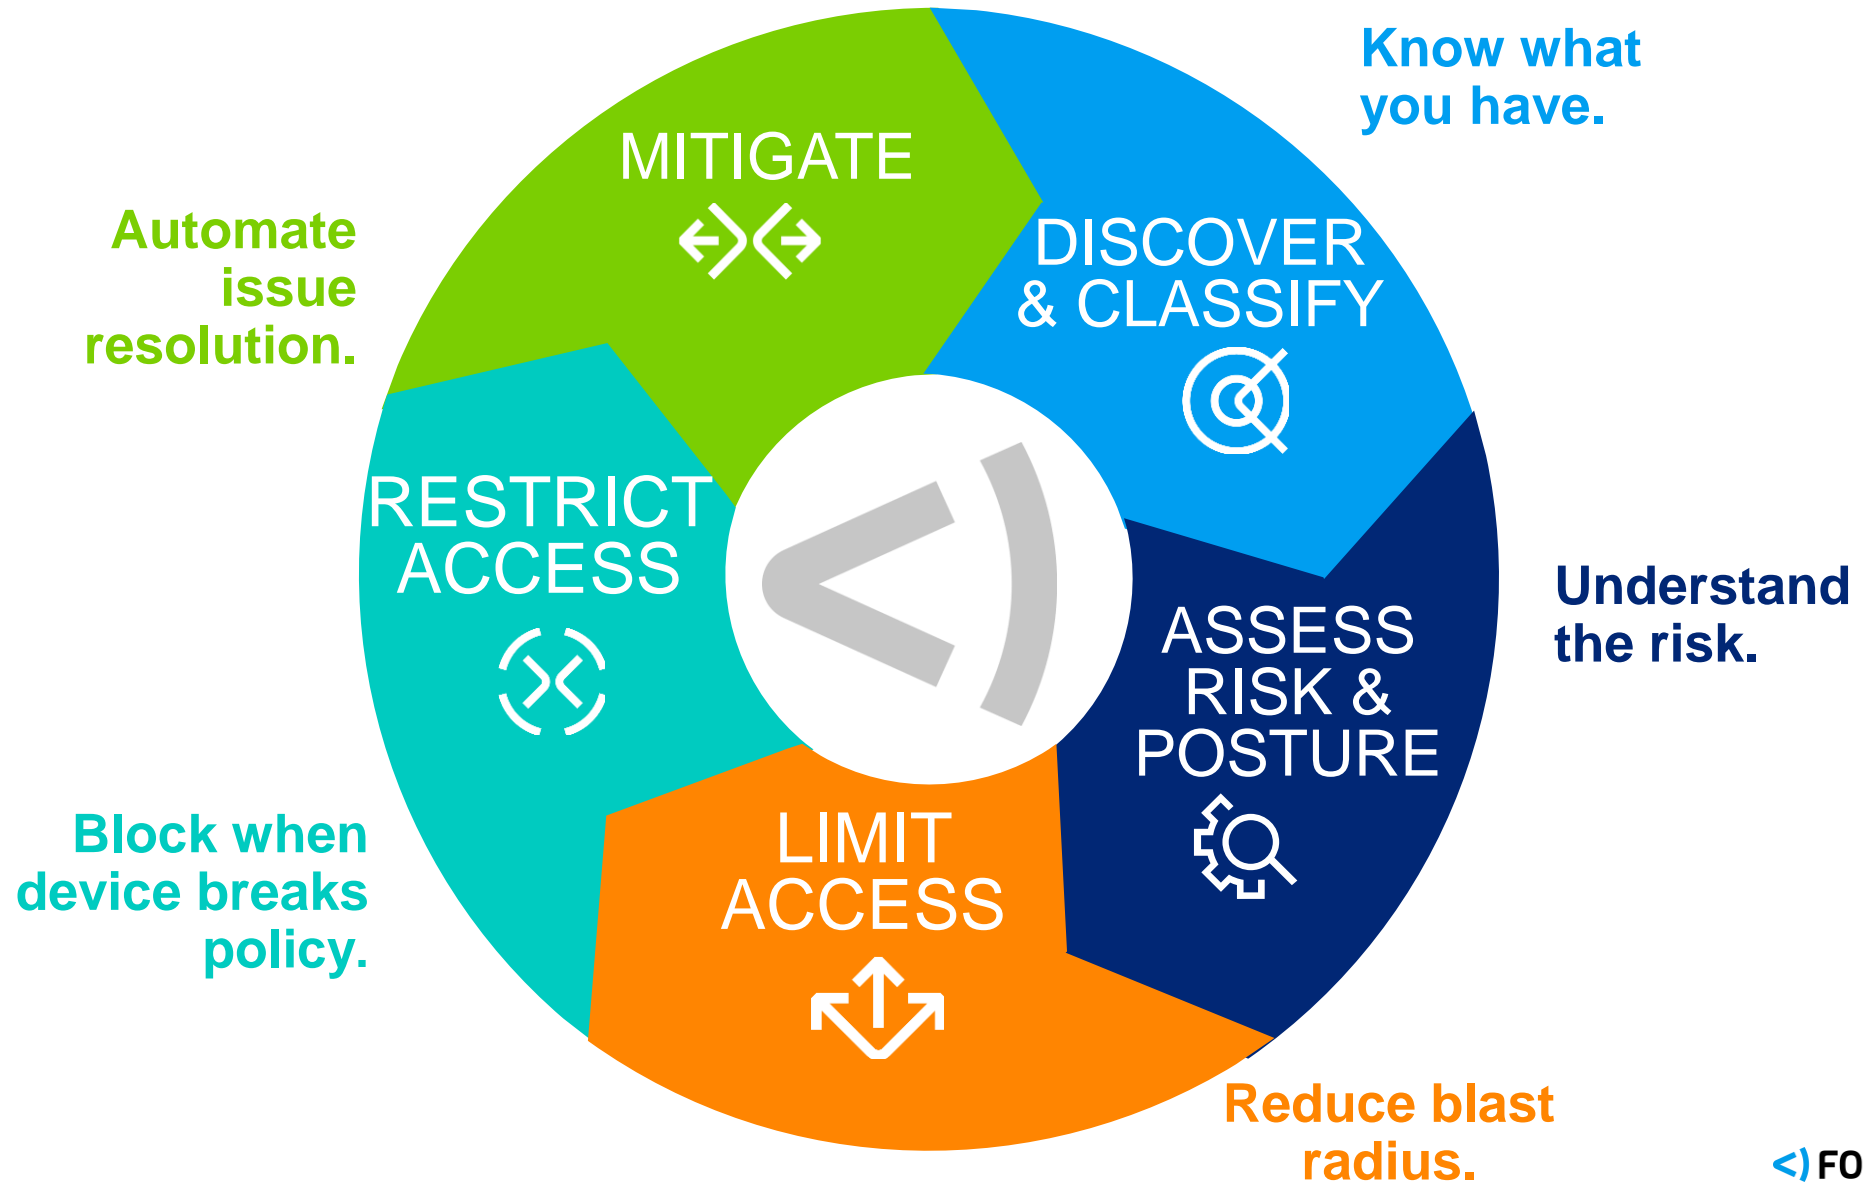 Know what
you have.
MITIGATE
DISCOVER
& CLASSIFY
Automate
issue
resolution.
RESTRICT
ACCESS
Understand
the risk.
ASSESS
RISK &
POSTURE
Block when
device breaks
policy.
LIMIT
ACCESS
Reduce blast
radius.
<) FO